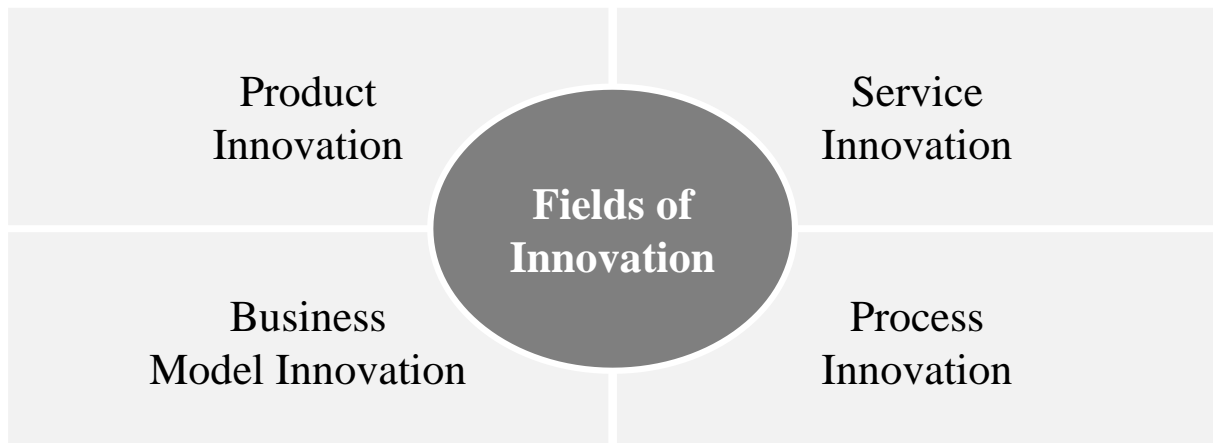 Product
Innovation
Service
Innovation
Fields of
Innovation
Business
Model Innovation
Process
Innovation